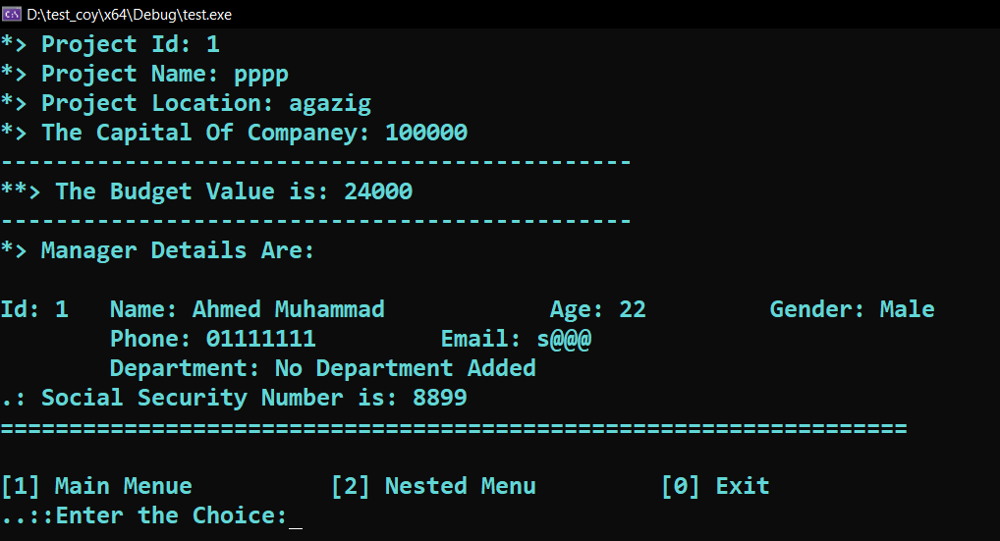 D:\test_coy\x64\Debug\test.exe
*> Project Id: 1
*> Project Name: pppp
*> Project Location: agazig
*> The Capital Of Companey: 100000
----------------------------------------------
**> The Budget Value is: 24000
----------------------------------------------
*> Manager Details Are:
Id: 1   Name: Ahmed Muhammad            Age: 22         Gender: Male
        Phone: 01111111         Email: s@@@
        Department: No Department Added
.: Social Security Number is: 8899
==================================================================
[1] Main Menue          [2] Nested Menu         [0] Exit
..::Enter the Choice:_